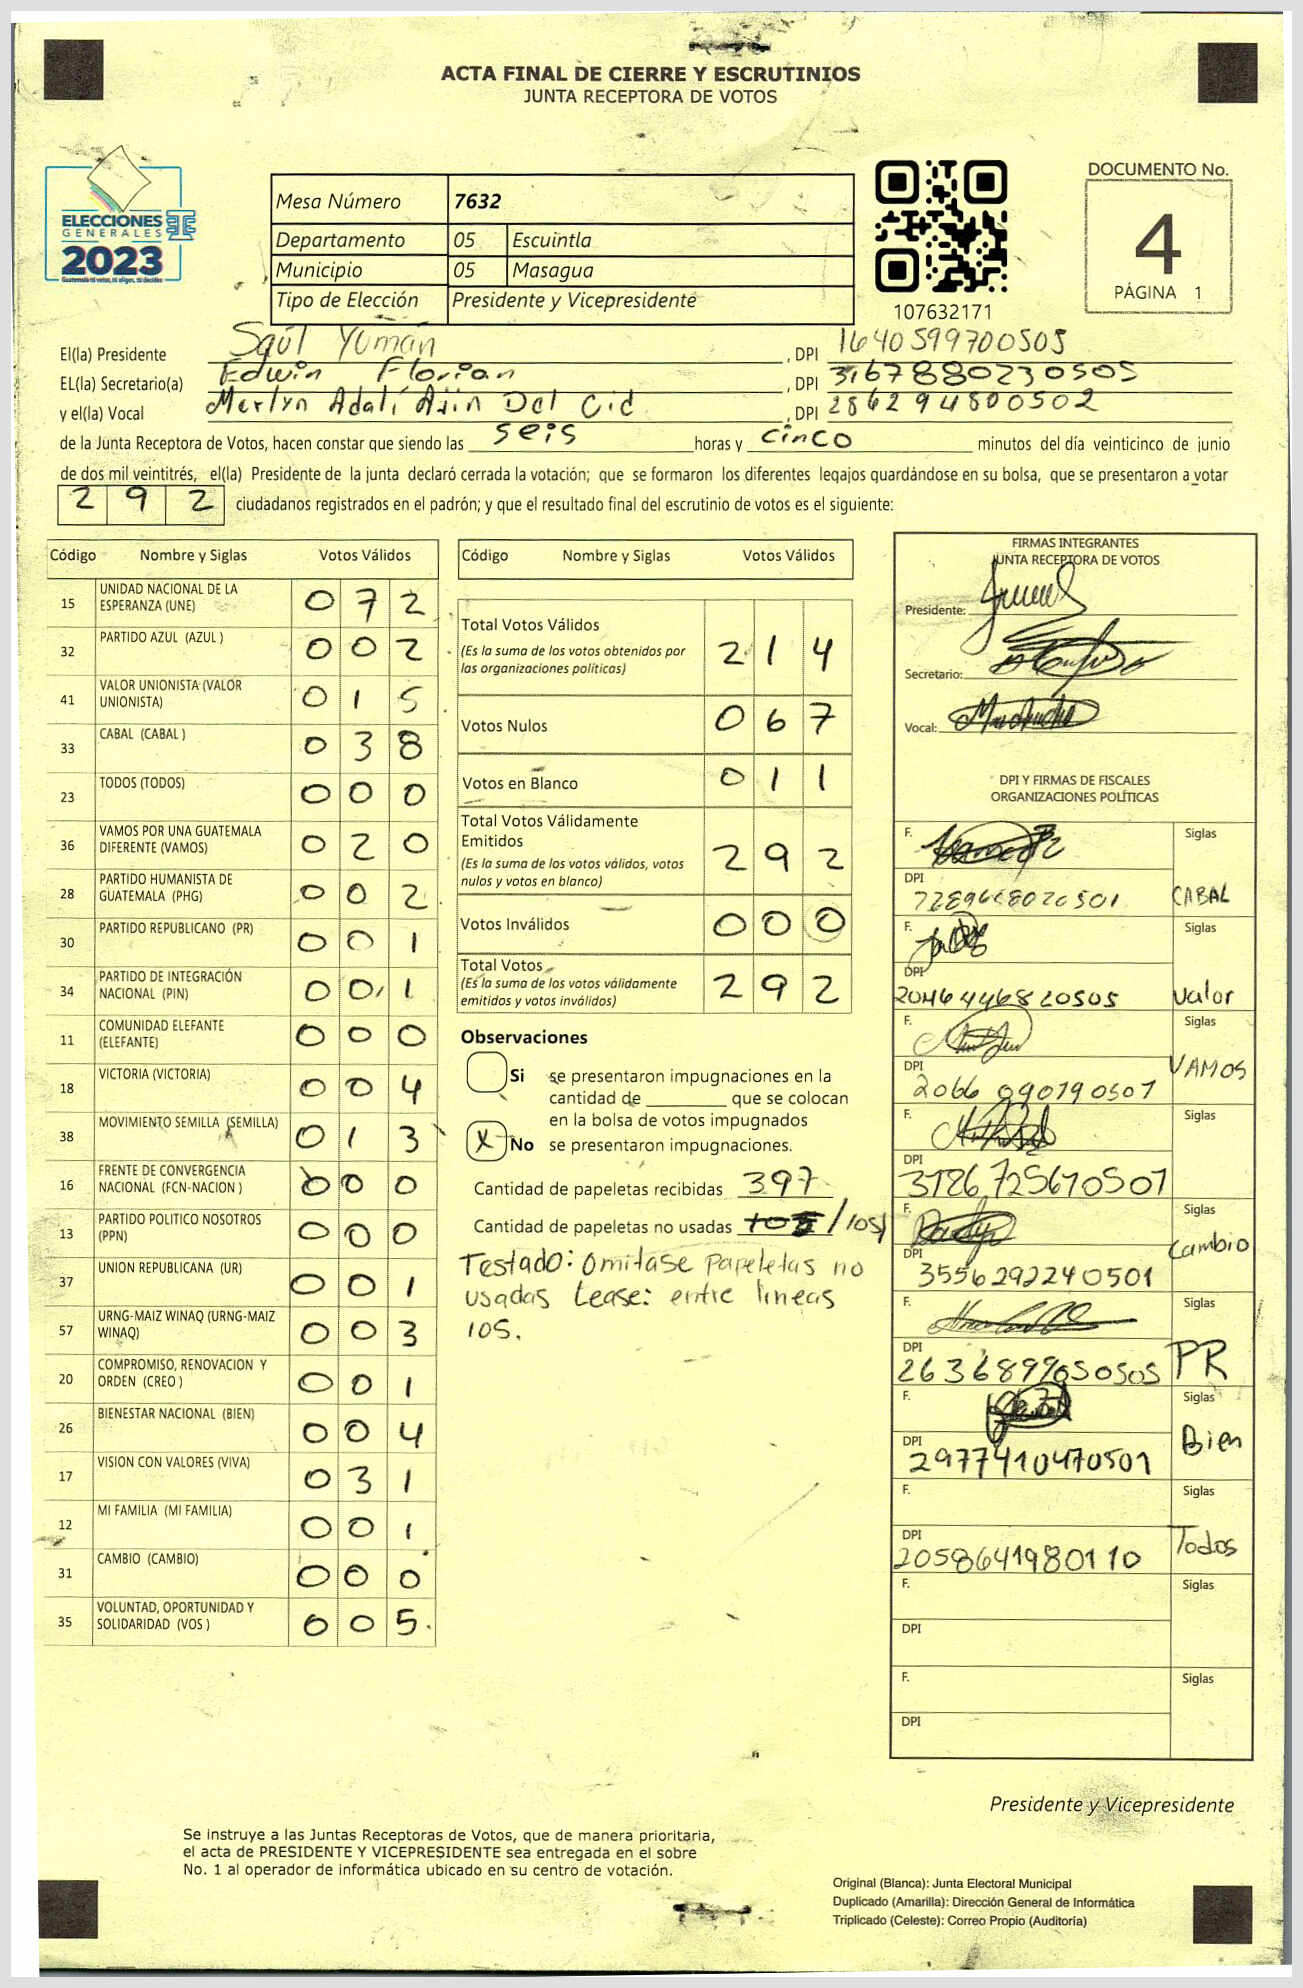 ACTA FINAL DE CIERRE Y ESCRUTINIOS
JUNTA RECEPTORA DE VOTOS
ELECCIONES
GENERALES
2023
Guatemala tú votas, tú eliges, tú decides
Mesa Número 7632
Departamento 05 Escuintla
Municipio 05 Masagua
Tipo de Elección Presidente y Vicepresidente
107632171
DOCUMENTO No.
4
PÁGINA 1
El(la) Presidente Saúl Yumán, DPI 1640599700505
EL(la) Secretario(a) Edwin Florian, DPI 3167880230505
y el(la) Vocal Merlyn Adalí Ajin Del Cid, DPI 2862948800502
de la Junta Receptora de Votos, hacen constar que siendo las seis horas y cinco minutos del día veinticinco de junio
de dos mil veintitrés, el(la) Presidente de la junta declaró cerrada la votación; que se formaron los diferentes legajos quardándose en su bolsa, que se presentaron a votar
292 ciudadanos registrados en el padrón; y que el resultado final del escrutinio de votos es el siguiente:
Código Nombre y Siglas Votos Válidos
15 UNIDAD NACIONAL DE LA ESPERANZA (UNE) 0 7 2
32 PARTIDO AZUL (AZUL ) 0 0 2
41 VALOR UNIONISTA (VALOR UNIONISTA) 0 1 5
33 CABAL (CABAL ) 0 3 8
23 TODOS (TODOS) 0 0 0
36 VAMOS POR UNA GUATEMALA DIFERENTE (VAMOS) 0 2 0
28 PARTIDO HUMANISTA DE GUATEMALA (PHG) 0 0 2
30 PARTIDO REPUBLICANO (PR) 0 0 1
34 PARTIDO DE INTEGRACIÓN NACIONAL (PIN) 0 0 1
11 COMUNIDAD ELEFANTE (ELEFANTE) 0 0 0
18 VICTORIA (VICTORIA) 0 0 4
38 MOVIMIENTO SEMILLA (SEMILLA) 0 1 3
16 FRENTE DE CONVERGENCIA NACIONAL (FCN-NACION ) 0 0 0
13 PARTIDO POLITICO NOSOTROS (PPN) 0 0 0
37 UNION REPUBLICANA (UR) 0 0 1
57 URNG-MAIZ WINAQ (URNG-MAIZ WINAQ) 0 0 3
20 COMPROMISO, RENOVACION Y ORDEN (CREO ) 0 0 1
26 BIENESTAR NACIONAL (BIEN) 0 0 4
17 VISION CON VALORES (VIVA) 0 3 1
12 MI FAMILIA (MI FAMILIA) 0 0 1
31 CAMBIO (CAMBIO) 0 0 0
35 VOLUNTAD, OPORTUNIDAD Y SOLIDARIDAD (VOS ) 0 0 5
Código Nombre y Siglas Votos Válidos
Total Votos Válidos 2 1 4
(Es la suma de los votos obtenidos por
las organizaciones politicas)
Votos Nulos 0 6 7
Votos en Blanco 0 1 1
Total Votos Válidamente
Emitidos 2 9 2
(Es la suma de los votos válidos, votos
nulos y votos en blanco)
Votos Inválidos 0 0 0
Total Votos 2 9 2
(Es la suma de los votos válidamente
emitidos y votos inválidos)
Observaciones
Si se presentaron impugnaciones en la
cantidad de ________ que se colocan
en la bolsa de votos impugnados
X No se presentaron impugnaciones.
Cantidad de papeletas recibidas 397
Cantidad de papeletas no usadas 105 /105/
Testado: Omitase papeletas no
usadas Lease: entre lineas
105.
FIRMAS INTEGRANTES
JUNTA RECEPTORA DE VOTOS
Presidente:
Secretario:
Vocal:
DPI Y FIRMAS DE FISCALES
ORGANIZACIONES POLÍTICAS
F. Siglas
DPI CABAL
F. Siglas
DPI 2046446820505 Valor
F. Siglas
DPI 2066090190501 VAMOS
F. Siglas
DPI 3186725610501
F. Siglas
DPI 3556292240501 Cambio
F. Siglas
DPI PR
F. Siglas
DPI 2977410470501 Bien
F. Siglas
DPI 2058641980110 Todos
F. Siglas
DPI
F. Siglas
DPI
Presidente y Vicepresidente
Se instruye a las Juntas Receptoras de Votos, que de manera prioritaria,
el acta de PRESIDENTE Y VICEPRESIDENTE sea entregada en el sobre
No. 1 al operador de informática ubicado en su centro de votación.
Original (Blanca): Junta Electoral Municipal
Duplicado (Amarilla): Dirección General de Informática
Triplicado (Celeste): Correo Propio (Auditoría)